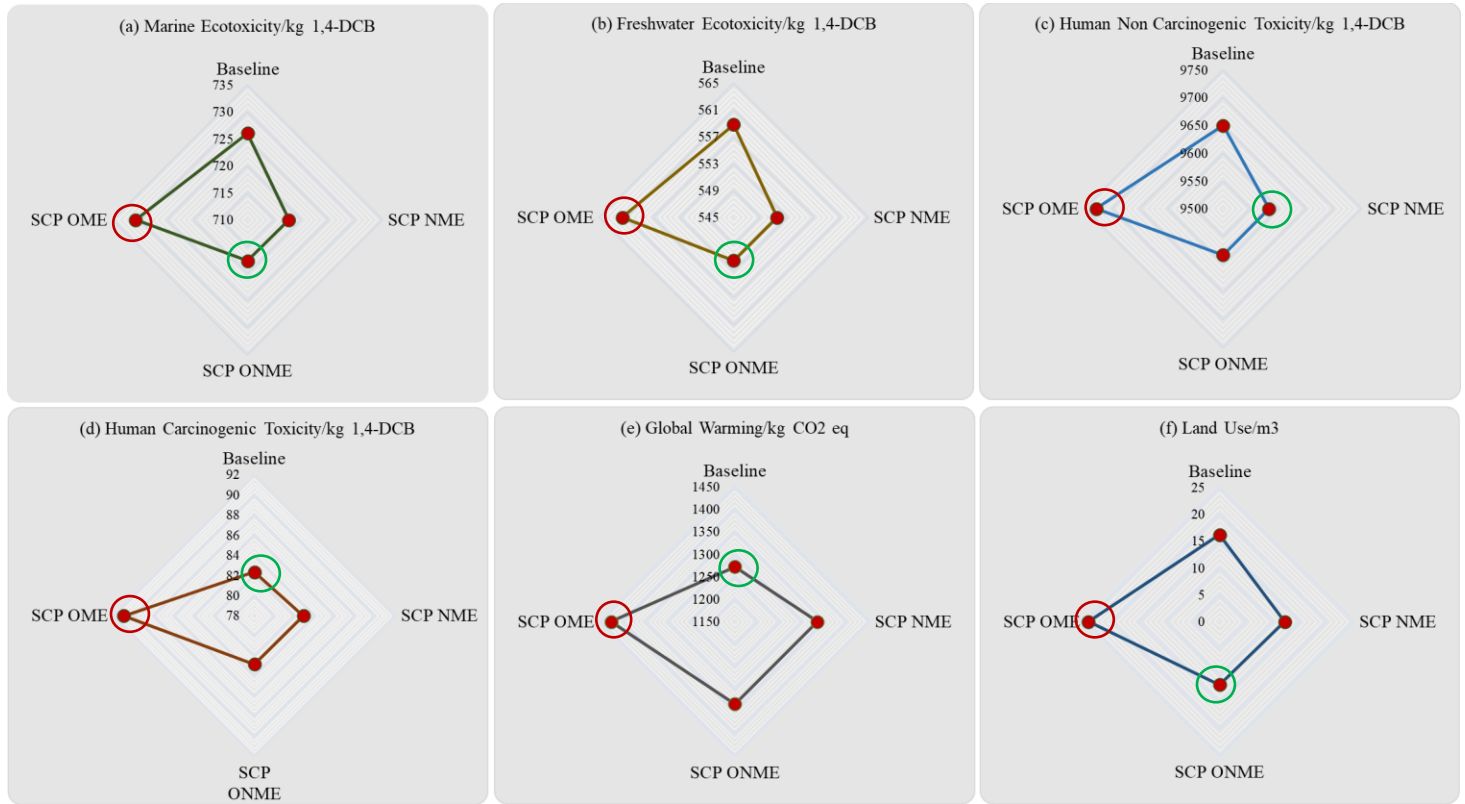 (a) Marine Ecotoxicity/kg 1,4-DCB
Baseline
735
730
725
720
715
710
SCP OME
SCP NME
SCP ONME
(b) Freshwater Ecotoxicity/kg 1,4-DCB
Baseline
565
561
557
553
549
545
SCP OME
SCP NME
SCP ONME
(c) Human Non Carcinogenic Toxicity/kg 1,4-DCB
Baseline
9750
9700
9650
9600
9550
9500
SCP OME
SCP NME
SCP ONME
(d) Human Carcinogenic Toxicity/kg 1,4-DCB
Baseline
92
90
88
86
84
82
80
78
SCP OME
SCP NME
SCP
ONME
(e) Global Warming/kg CO2 eq
Baseline
1450
1400
1350
1300
1250
1200
1150
SCP OME
SCP NME
SCP ONME
(f) Land Use/m3
Baseline
25
20
15
10
5
0
SCP OME
SCP NME
SCP ONME